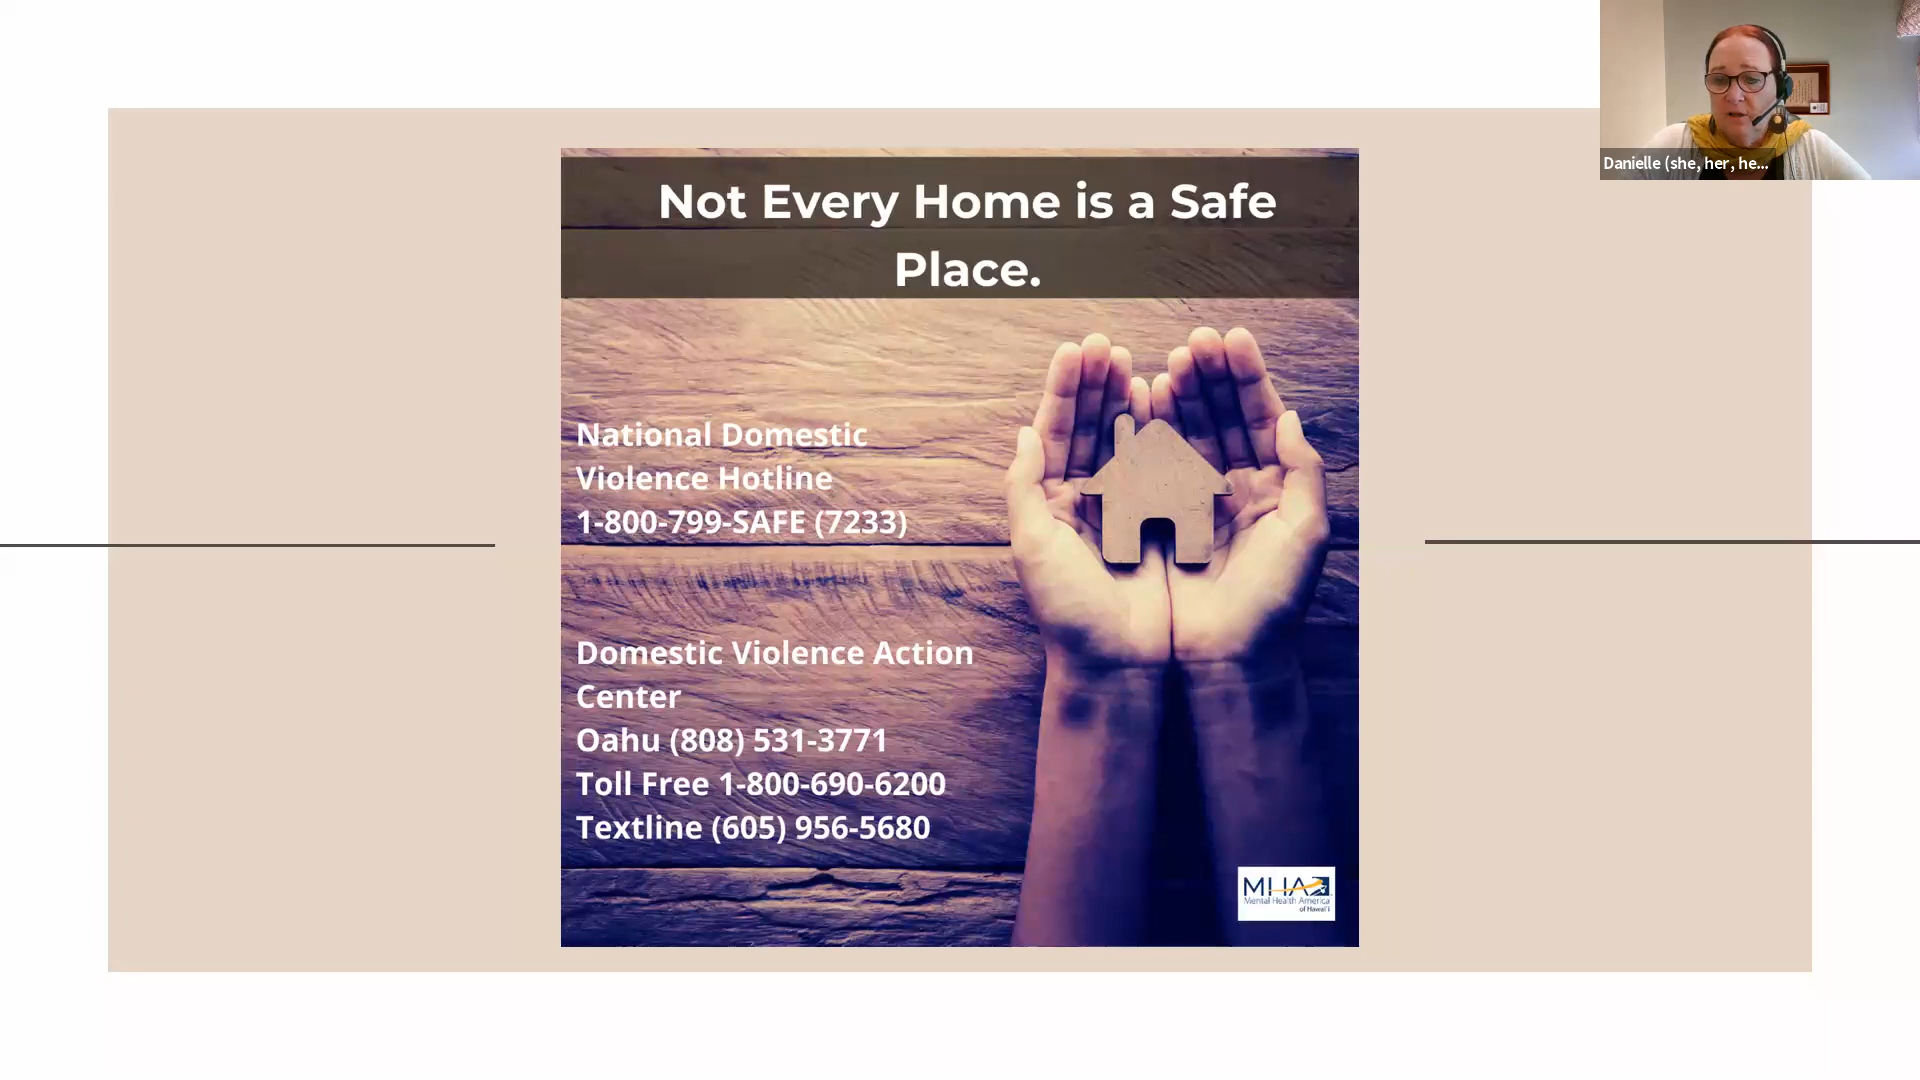 Not Every Home is a Safe
Place.
National Domestic
Violence Hotline
1-800-799-SAFE (7233)
Domestic Violence Action
Center
Oahu (808) 531-3771
Toll Free 1-800-690-6200
Textline (605) 956-5680
MHA
Mental Health America
of Hawai'i
Danielle (she, her, he...